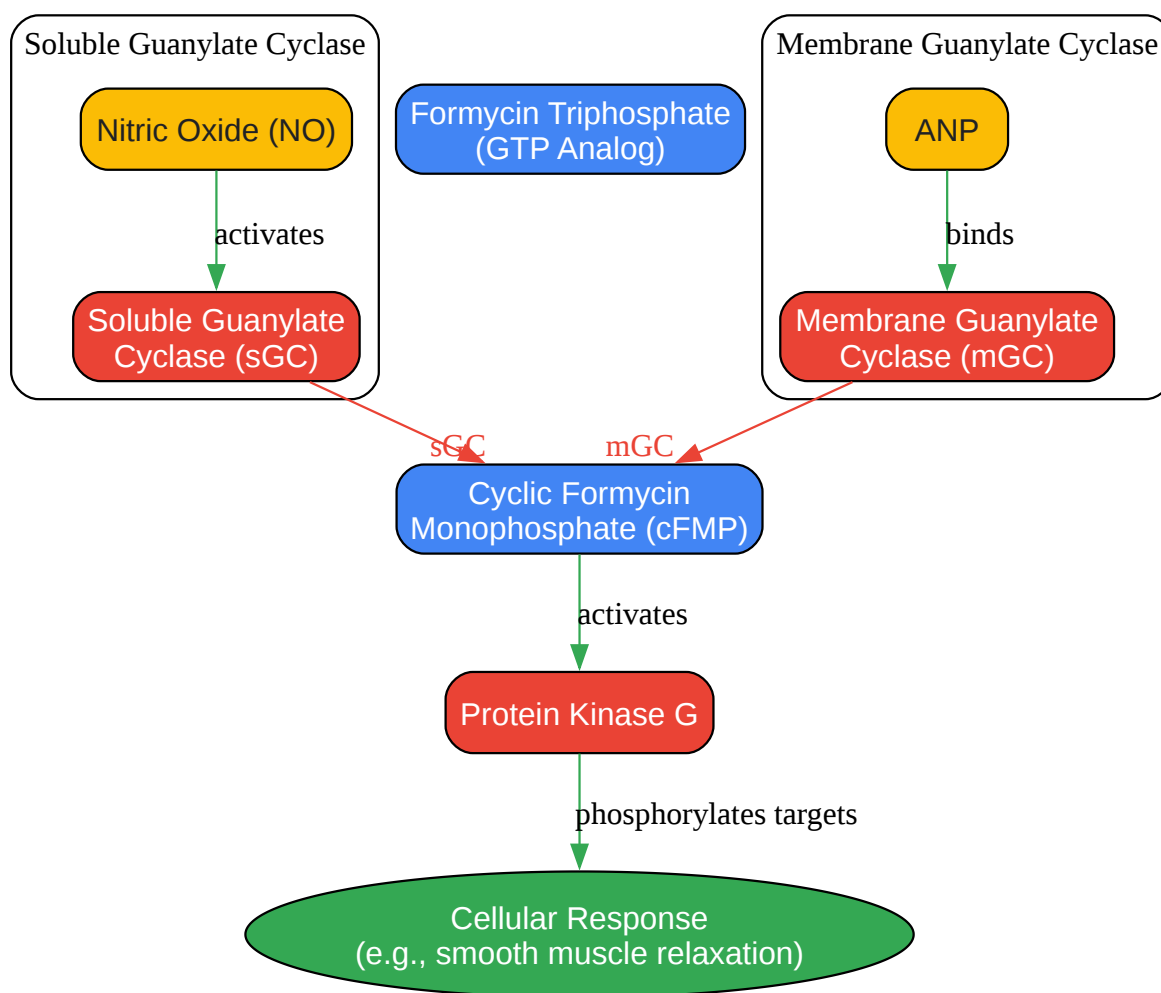 Soluble Guanylate Cyclase
Membrane Guanylate Cyclase
Nitric Oxide (NO)
Formycin Triphosphate
(GTP Analog)
ANP
activates
binds
Soluble Guanylate
Cyclase (sGC)
Membrane Guanylate
Cyclase (mGC)
sGC
mGC
Cyclic Formycin
Monophosphate (cFMP)
activates
Protein Kinase G
phosphorylates targets
Cellular Response
(e.g., smooth muscle relaxation)